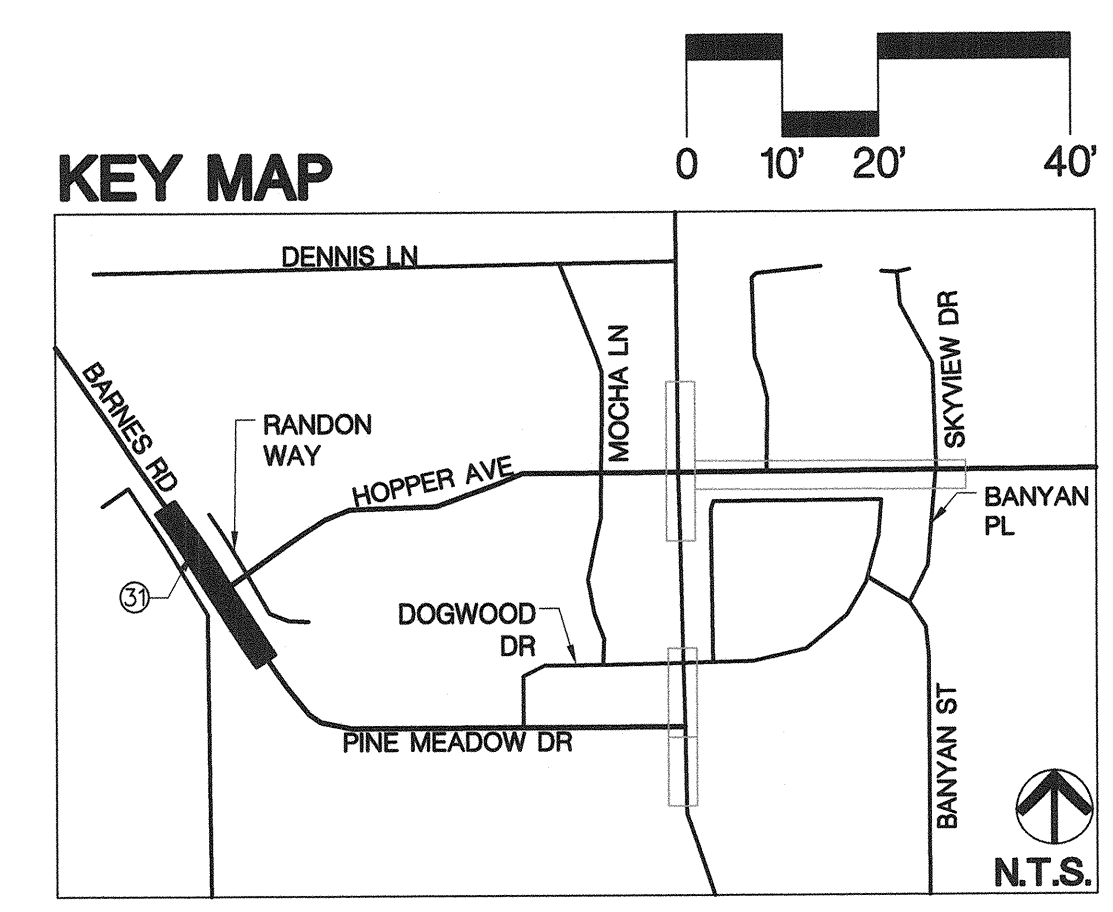 0 10' 20' 40'
KEY MAP
DENNIS LN
BARNES RD
RANDON
WAY
HOPPER AVE
MOCHA LN
SKYVIEW DR
BANYAN
PL
31
DOGWOOD
DR
PINE MEADOW DR
BANYAN ST
N.T.S.